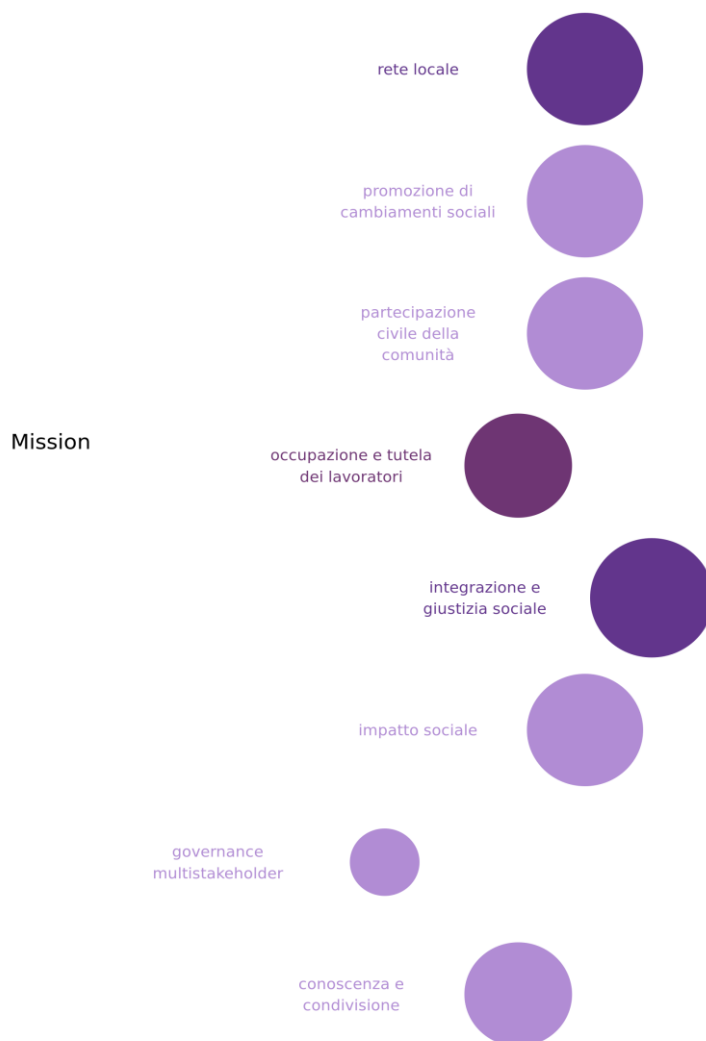 rete locale
promozione di
cambiamenti sociali
partecipazione
civile della
comunità
Mission
occupazione e tutela
dei lavoratori
integrazione e
giustizia sociale
impatto sociale
governance
multistakeholder
conoscenza e
condivisione